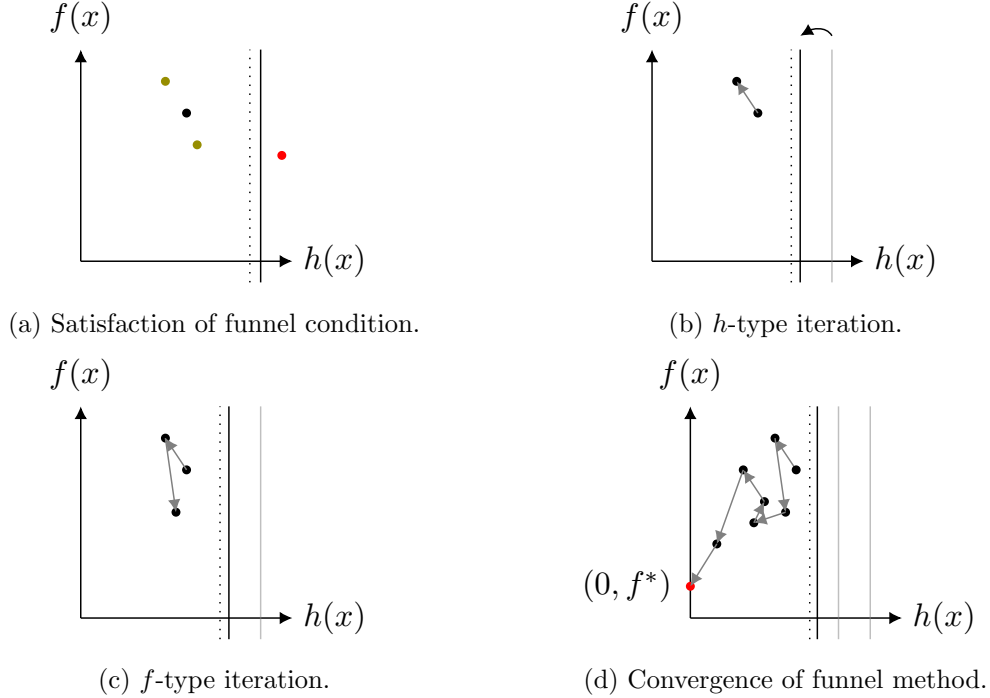 f(x)
h(x)
(a) Satisfaction of funnel condition.
f(x)
h(x)
(b) h-type iteration.
f(x)
h(x)
(c) f-type iteration.
f(x)
(0, f*)
h(x)
(d) Convergence of funnel method.